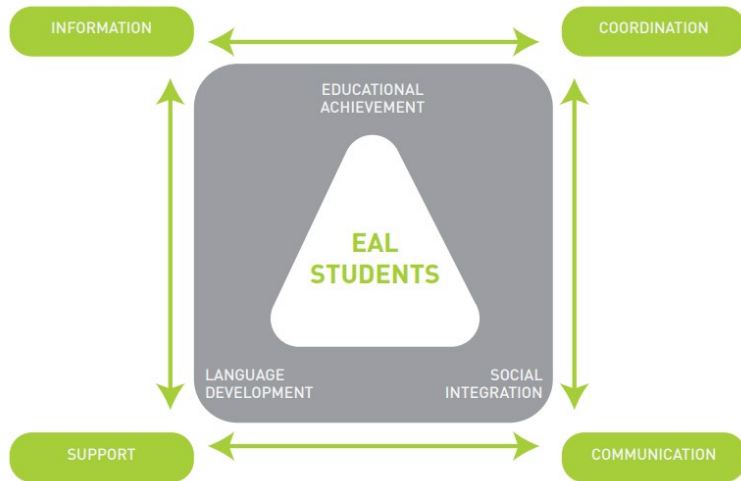 INFORMATION
COORDINATION
EDUCATIONAL
ACHIEVEMENT
EAL
STUDENTS
LANGUAGE
DEVELOPMENT
SOCIAL
INTEGRATION
SUPPORT
COMMUNICATION